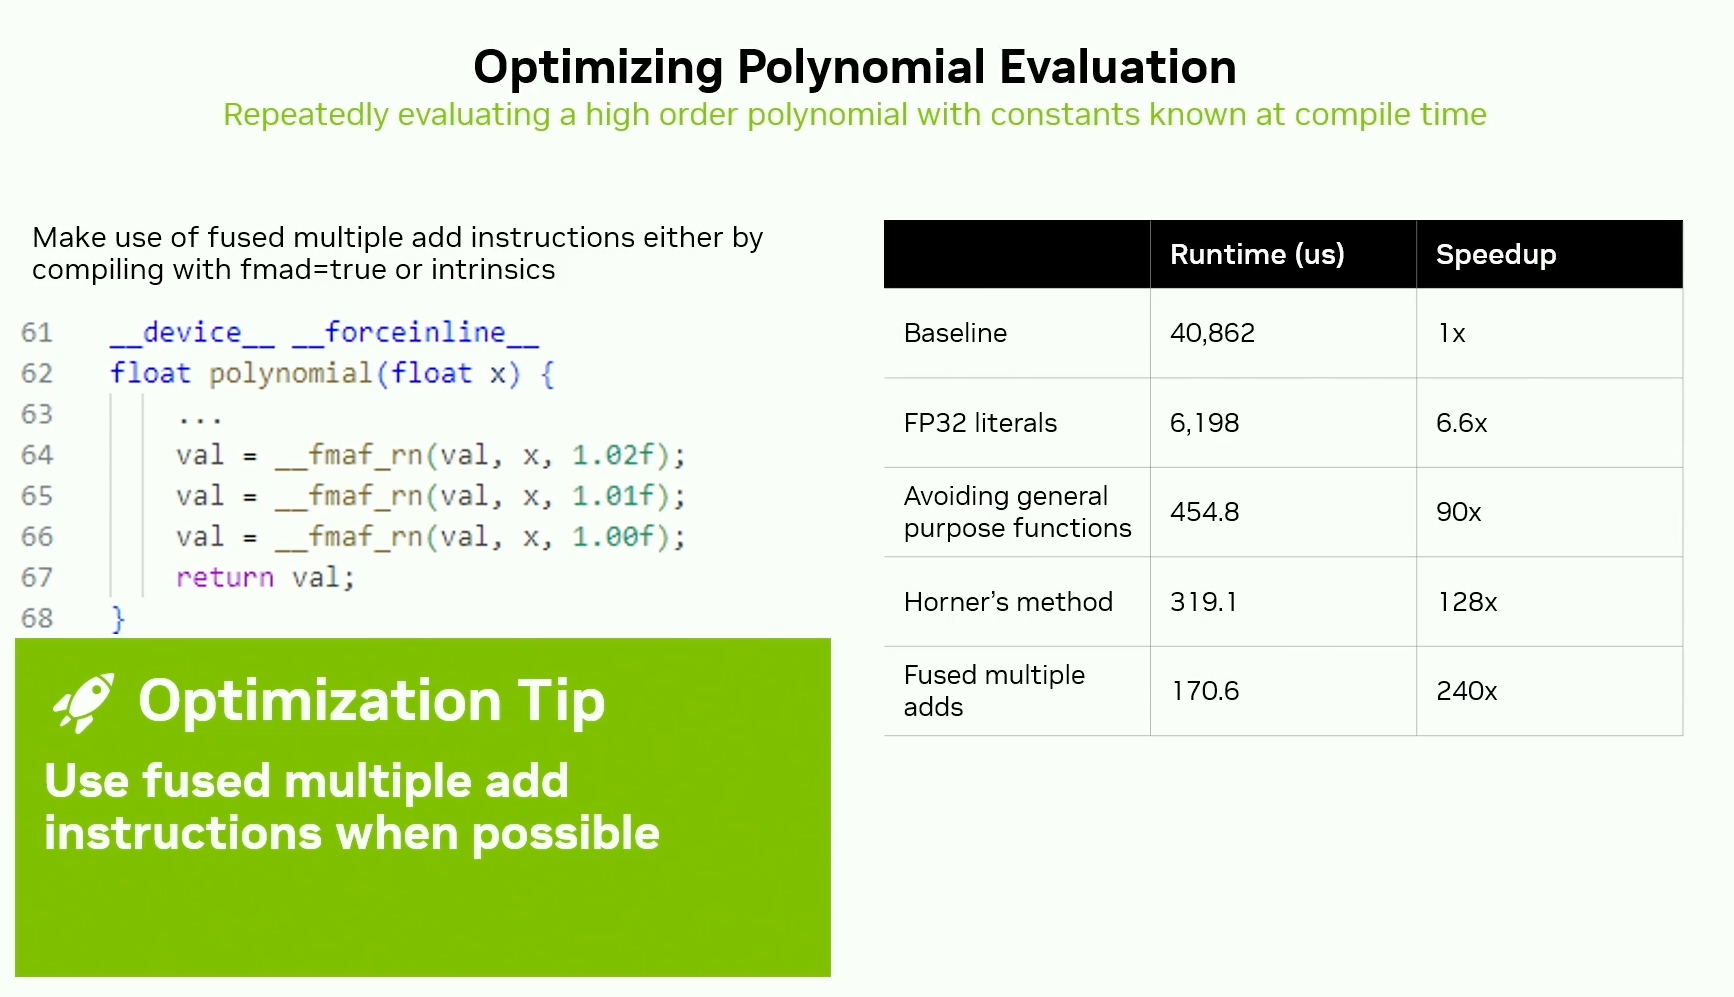 Optimizing Polynomial Evaluation
Repeatedly evaluating a high order polynomial with constants known at compile time
Make use of fused multiple add instructions either by
compiling with fmad=true or intrinsics
61 __device__ __forceinline__
62 float polynomial(float x) {
63 ...
64 val = __fmaf_rn(val, x, 1.02f);
65 val = __fmaf_rn(val, x, 1.01f);
66 val = __fmaf_rn(val, x, 1.00f);
67 return val;
68 }
Optimization Tip
Use fused multiple add
instructions when possible
Runtime (us) Speedup
Baseline 40,862 1x
FP32 literals 6,198 6.6x
Avoiding general
purpose functions 454.8 90x
Horner’s method 319.1 128x
Fused multiple
adds 170.6 240x